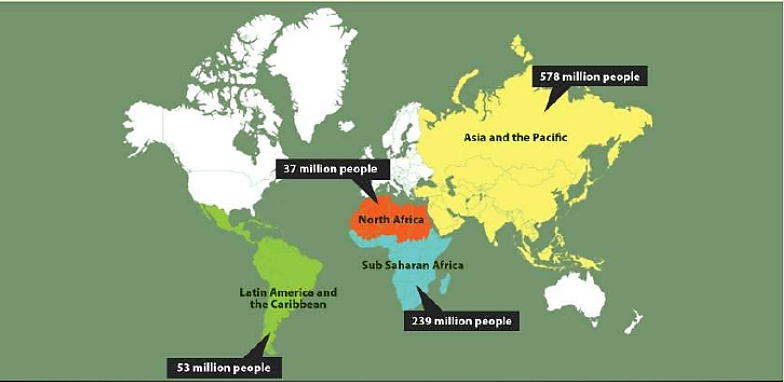 578 million people
Asia and the Pacific
37 million people
North Africa
Sub Saharan Africa
Latin America and
the Caribbean
239 million people
53 million people